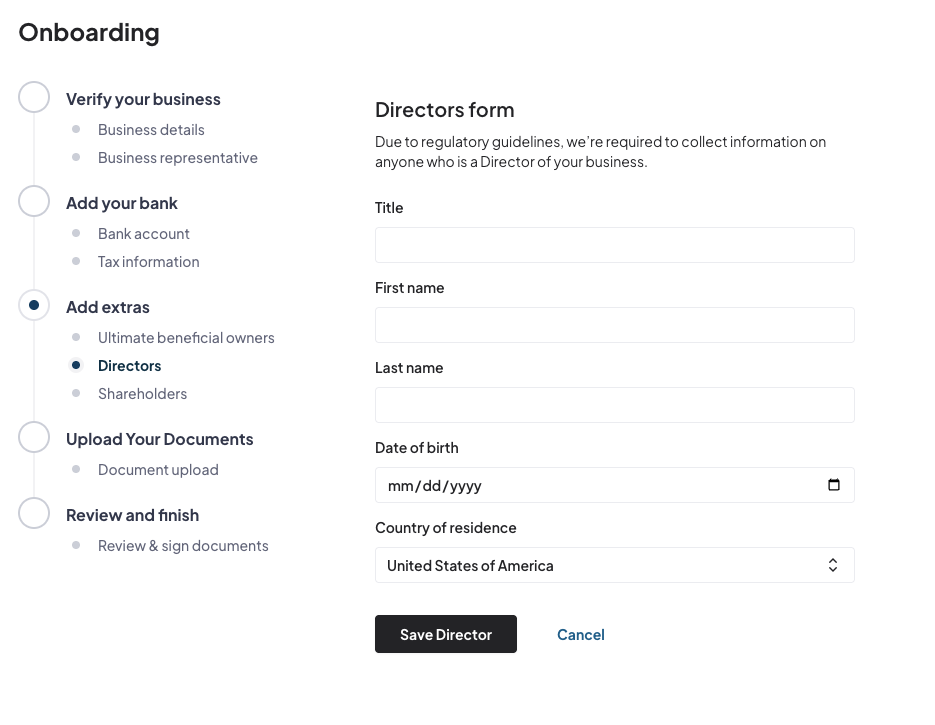 Onboarding
Verify your business
Business details
Business representative
Add your bank
Bank account
Tax information
Add extras
Ultimate beneficial owners
Directors
Shareholders
Upload Your Documents
Document upload
Review and finish
Review & sign documents
Directors form
Due to regulatory guidelines, we're required to collect information on
anyone who is a Director of your business.
Title
First name
Last name
Date of birth
mm/dd/yyyy
Country of residence
United States of America
Save Director
Cancel